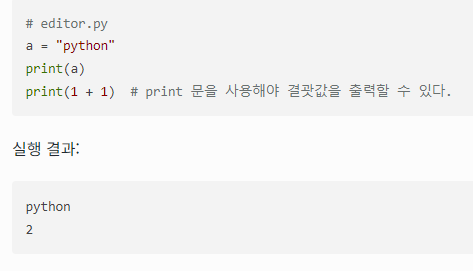 # editor.py
a = "python"
print(a)
print(1 + 1)  # print 문을 사용해야 결괏값을 출력할 수 있다.
실행 결과:
python
2